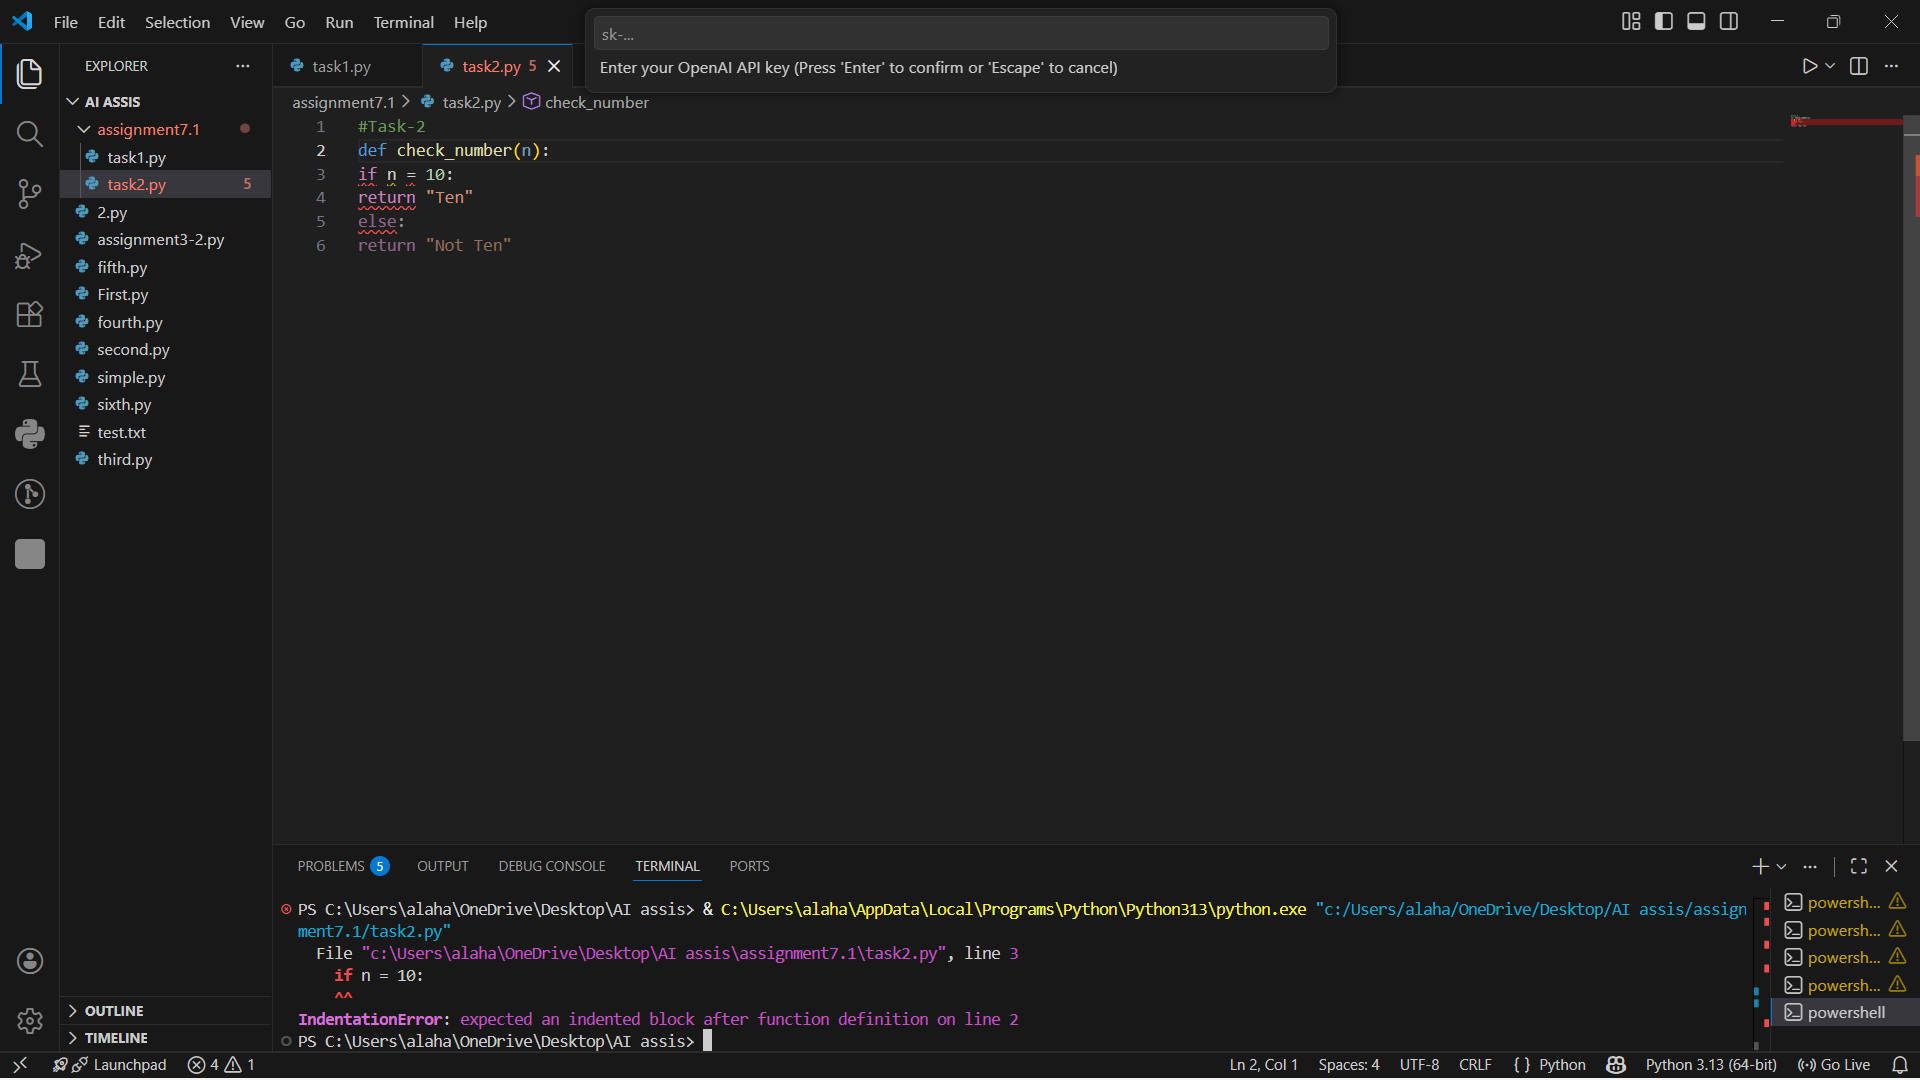 File Edit Selection View Go Run Terminal Help
sk-...
Enter your OpenAI API key (Press 'Enter' to confirm or 'Escape' to cancel)
EXPLORER
AI ASSIS
assignment7.1
task1.py
task2.py 5
2.py
assignment3-2.py
fifth.py
First.py
fourth.py
second.py
simple.py
sixth.py
test.txt
third.py
OUTLINE
TIMELINE
task1.py
task2.py 5
assignment7.1 > task2.py > check_number
1 #Task-2
2 def check_number(n):
3 if n = 10:
4 return "Ten"
5 else:
6 return "Not Ten"
PROBLEMS 5 OUTPUT DEBUG CONSOLE TERMINAL PORTS
PS C:\Users\alaha\OneDrive\Desktop\AI assis> & C:\Users\alaha\AppData\Local\Programs\Python\Python313\python.exe "c:/Users/alaha/OneDrive/Desktop/AI assis/assign
ment7.1/task2.py"
File "c:\Users\alaha\OneDrive\Desktop\AI assis\assignment7.1\task2.py", line 3
if n = 10:
^^
IndentationError: expected an indented block after function definition on line 2
PS C:\Users\alaha\OneDrive\Desktop\AI assis>
powersh...
powersh...
powersh...
powersh...
powershell
Launchpad 4 1 Ln 2, Col 1 Spaces: 4 UTF-8 CRLF { } Python Python 3.13 (64-bit) Go Live